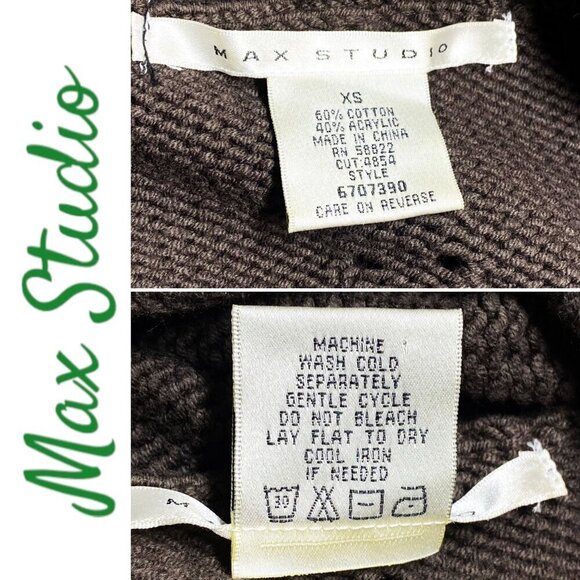 Max Studio
MAX STUDIO
XS
60% COTTON
40% ACRYLIC
MADE IN CHINA
RN 58822
CUT:4854
STYLE
6707390
CARE ON REVERSE
MACHINE
WASH COLD
SEPARATELY
GENTLE CYCLE
DO NOT BLEACH
LAY FLAT TO DRY
COOL IRON
IF NEEDED
30